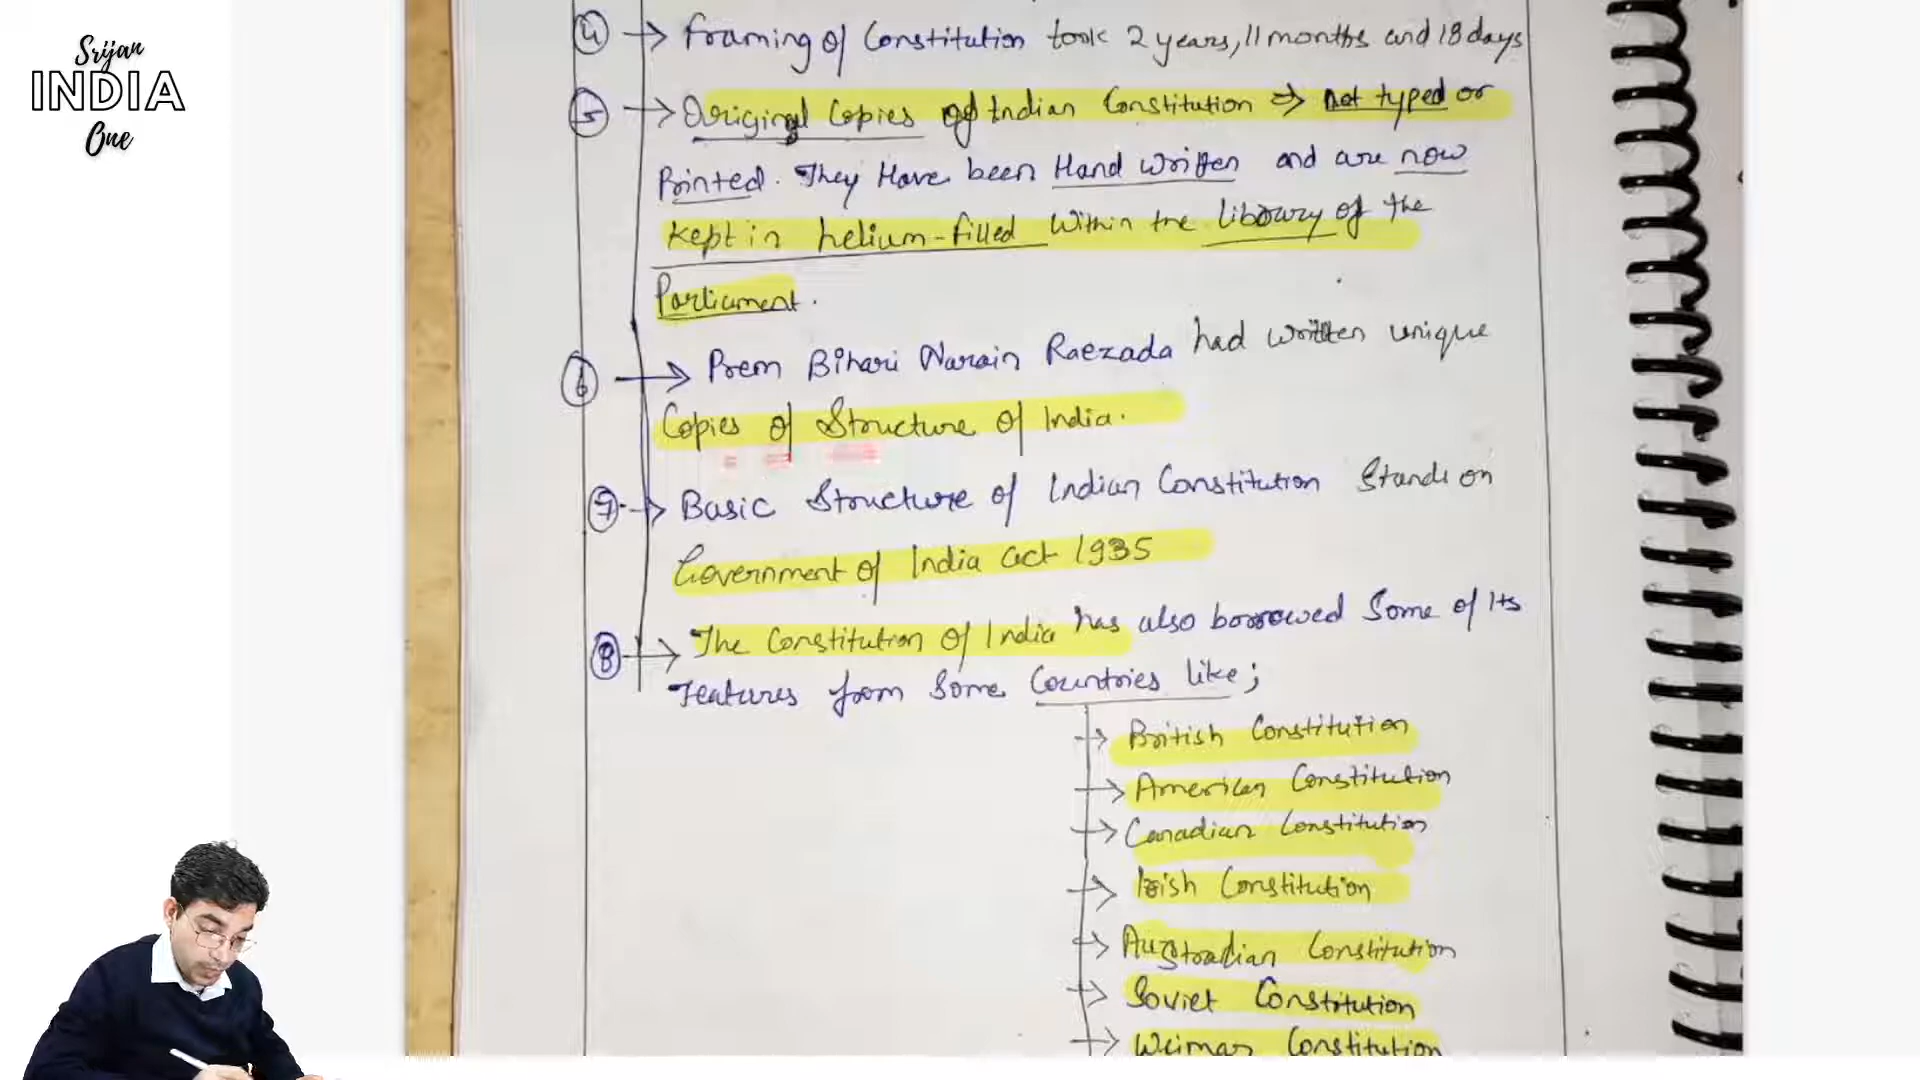 Srijan
INDIA
One
4 → Framing of Constitution took 2 years, 11 months and 18 days
5 → Original Copies of Indian Constitution ⇒ not typed or
Printed. They Have been Hand written and are now
kept in helium-filled within the library of the
Parliament.
6 → Prem Bihari Narain Raezada had written unique
Copies of Structure of India.
7 → Basic Structure of Indian Constitution Stands on
Government of India act 1935
8 → The Constitution of India has also borrowed Some of Its
Features from Some Countries like;
→ British Constitution
→ American Constitution
→ Canadian Constitution
→ Irish Constitution
→ Australian Constitution
→ Soviet Constitution
→ Weimar Constitution